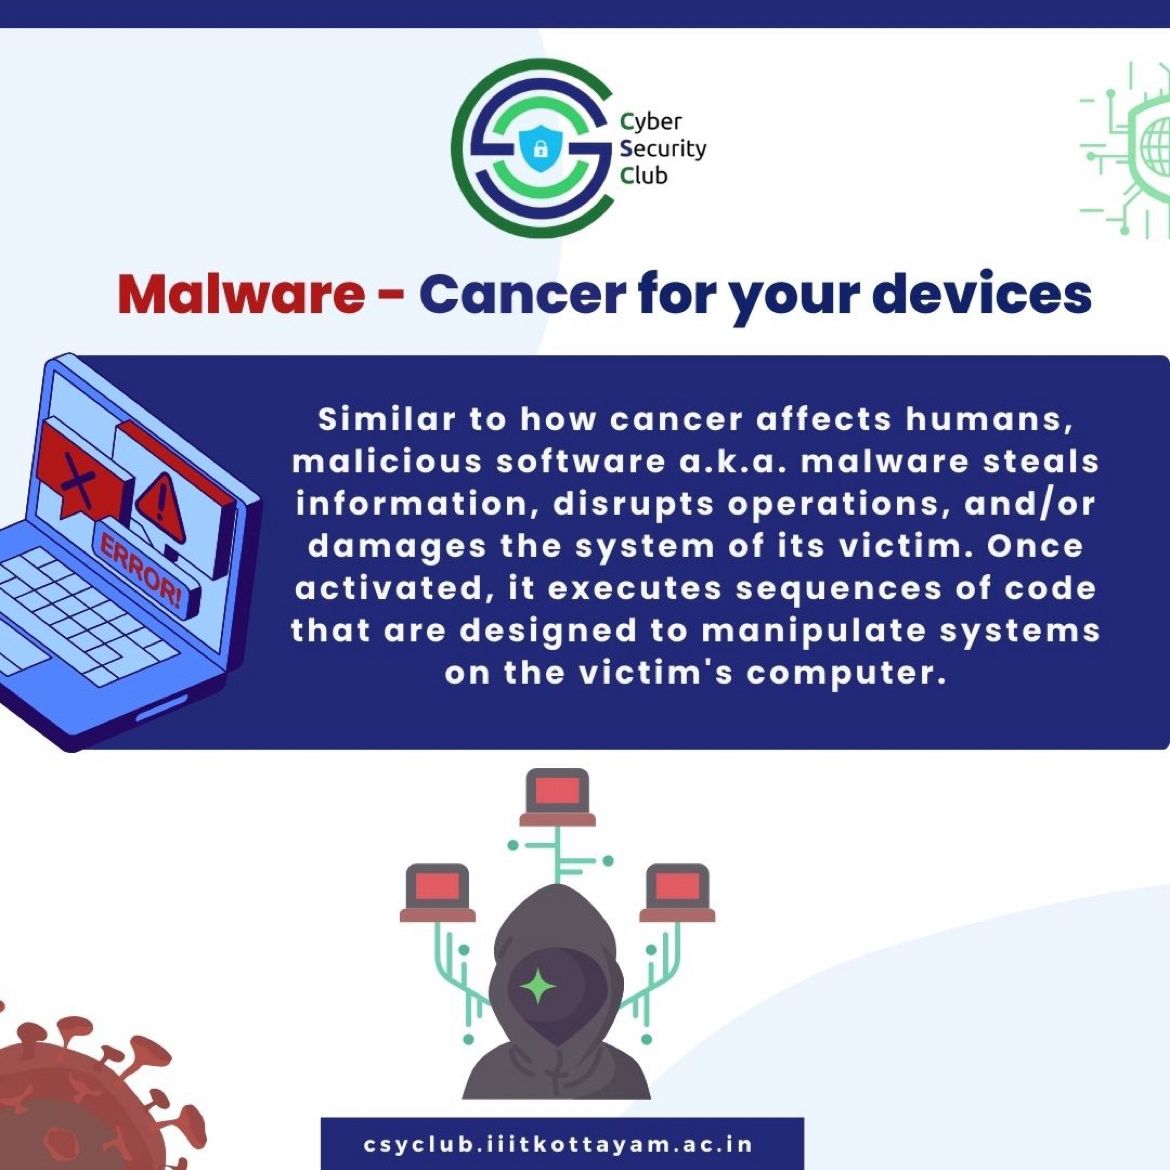 Cyber
Security
Club
Malware - Cancer for your devices
Similar to how cancer affects humans,
malicious software a.k.a. malware steals
information, disrupts operations, and/or
damages the system of its victim. Once
activated, it executes sequences of code
that are designed to manipulate systems
on the victim's computer.
ERROR!
csyclub.iiitkottayam.ac.in